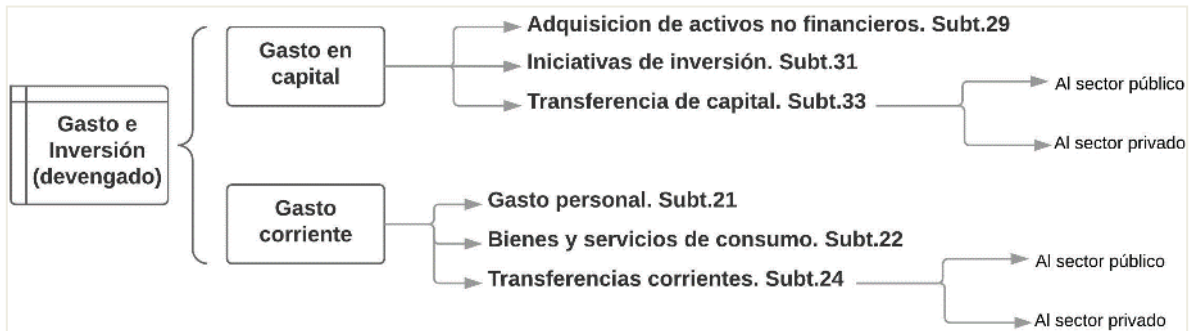 Gasto e
Inversión
(devengado)
Gasto en
capital
Adquisicion de activos no financieros. Subt.29
Iniciativas de inversión. Subt.31
Transferencia de capital. Subt.33
Al sector público
Al sector privado
Gasto
corriente
Gasto personal. Subt.21
Bienes y servicios de consumo. Subt.22
Transferencias corrientes. Subt.24
Al sector público
Al sector privado